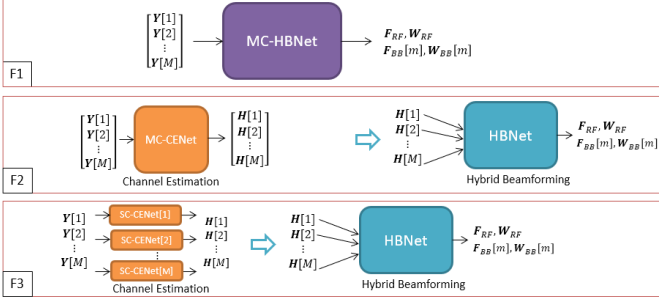 Y[1]
Y[2]
⋮
Y[M]
MC-HBNet
F_RF, W_RF
F_BB[m], W_BB[m]
F1
Y[1]
Y[2]
⋮
Y[M]
MC-CENet
H[1]
H[2]
⋮
H[M]
Channel Estimation
H[1]
H[2]
⋮
H[M]
HBNet
Hybrid Beamforming
F_RF, W_RF
F_BB[m], W_BB[m]
F2
Y[1]
Y[2]
⋮
Y[M]
SC-CENet[1]
SC-CENet[2]
⋮
SC-CENet[M]
H[1]
H[2]
⋮
H[M]
Channel Estimation
H[1]
H[2]
⋮
H[M]
HBNet
Hybrid Beamforming
F_RF, W_RF
F_BB[m], W_BB[m]
F3